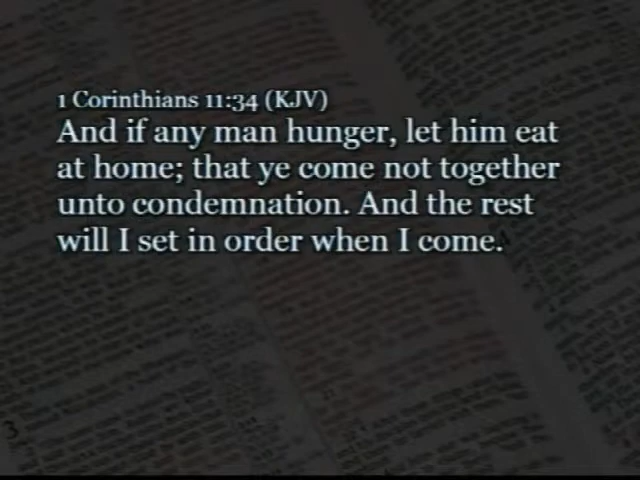 1 Corinthians 11:34 (KJV)
And if any man hunger, let him eat
at home; that ye come not together
unto condemnation. And the rest
will I set in order when I come.